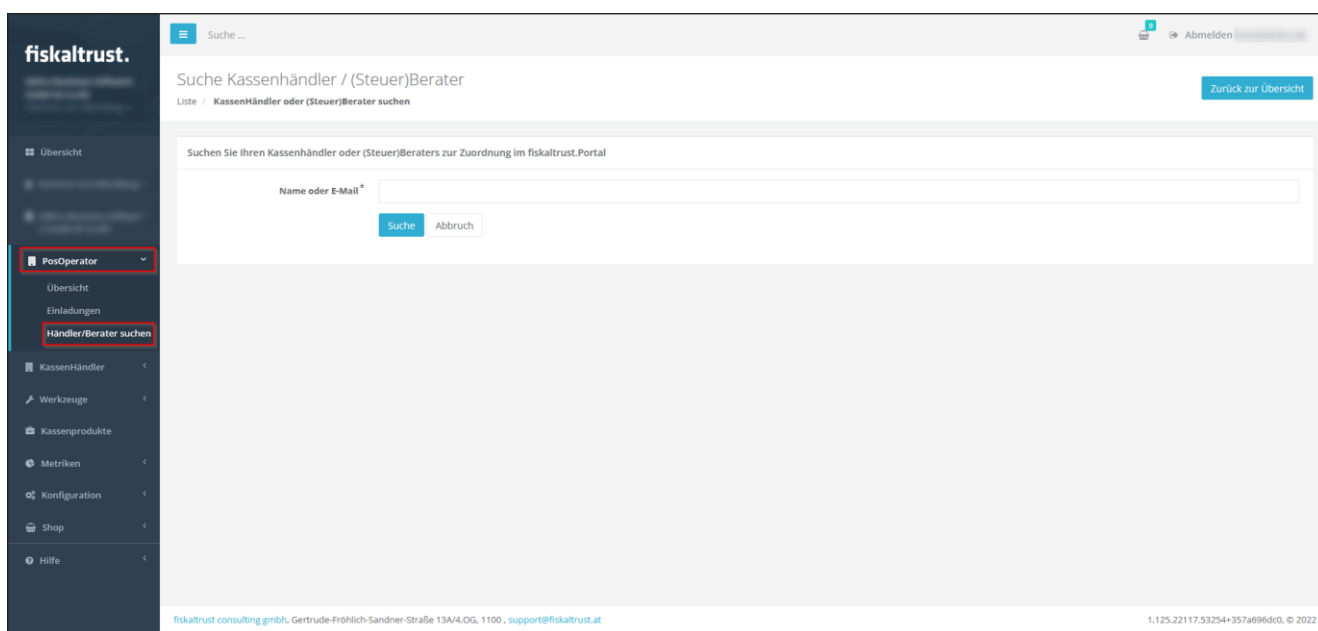 fiskaltrust.
Übersicht
PosOperator
Übersicht
Einladungen
Händler/Berater suchen
KassenHändler
Werkzeuge
Kassenprodukte
Metriken
Konfiguration
Shop
Hilfe
Suche ...
0
Abmelden
Suche Kassenhändler / (Steuer)Berater
Liste / KassenHändler oder (Steuer)Berater suchen
Zurück zur Übersicht
Suchen Sie Ihren Kassenhändler oder (Steuer)Beraters zur Zuordnung im fiskaltrust.Portal
Name oder E-Mail *
Suche
Abbruch
fiskaltrust consulting gmbh, Gertrude-Fröhlich-Sandner-Straße 13A/4.OG, 1100 , support@fiskaltrust.at
1.125.22117.53254+357a696dc0, © 2022